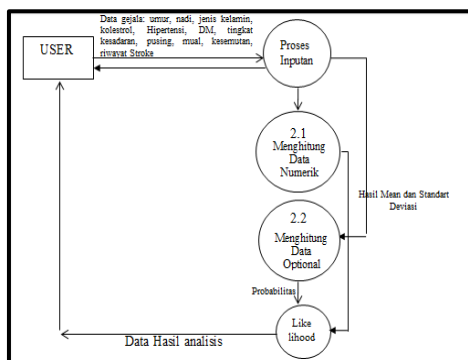 Data gejala: umur, nadi, jenis kelamin,
kolestrol, Hipertensi, DM, tingkat
kesadaran, pusing, mual, kesemutan,
riwayat Stroke
USER
Proses
Inputan
2.1
Menghitung
Data
Numerik
Hasil Mean dan Standart
Deviasi
2.2
Menghitung
Data
Optional
Probabilitas
Like
lihood
Data Hasil analisis